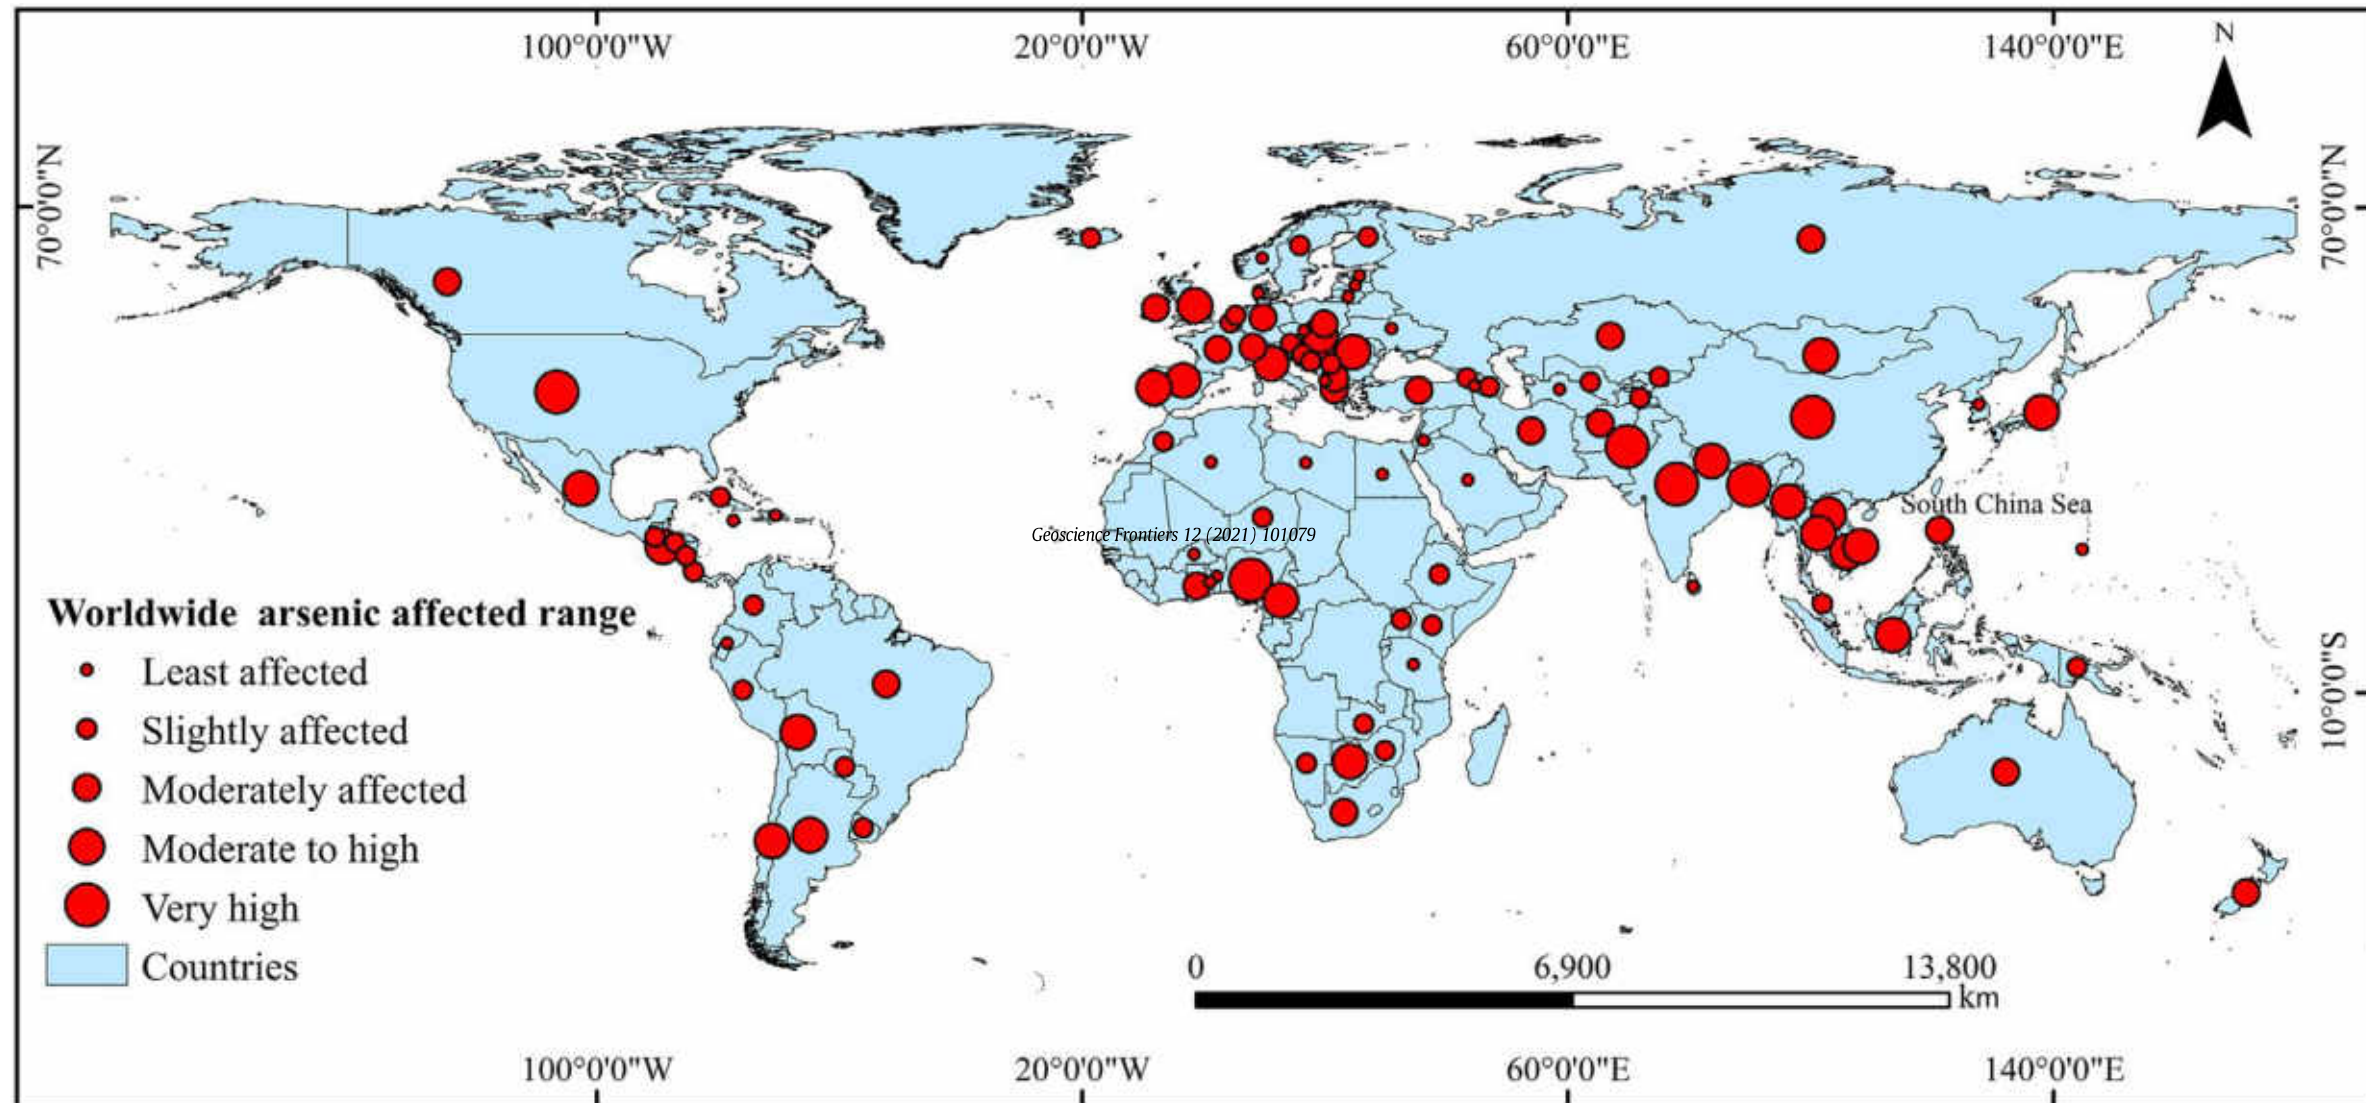 100°0'0"W 20°0'0"W 60°0'0"E 140°0'0"E
N
70°0'0"N
70°0'0"N
South China Sea
Geoscience Frontiers 12 (2021) 101079
Worldwide arsenic affected range
Least affected
Slightly affected
Moderately affected
Moderate to high
Very high
Countries
10°0'0"S
0 6,900 13,800
km
100°0'0"W 20°0'0"W 60°0'0"E 140°0'0"E